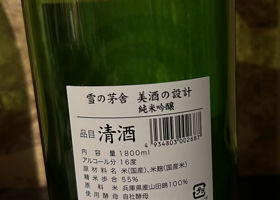 雪の茅舎 美酒の設計
純米吟醸
品目 清酒
4 934803 002687
内容量 1800ml
アルコール分 16度
原材料名 米(国産)、米麹(国産米)
精米歩合 55%
原料米 兵庫県産山田錦100%
使用酵母 自社酵母